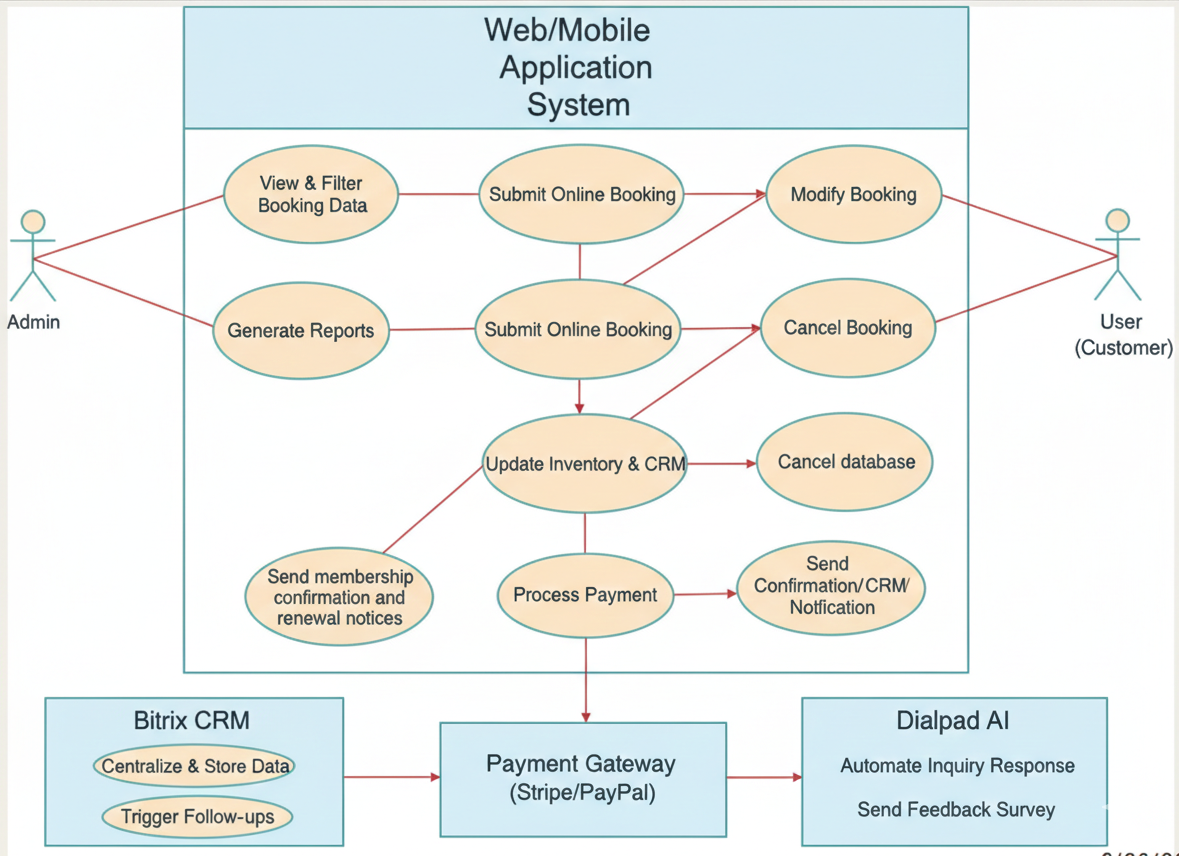 Web/Mobile
Application
System
View & Filter
Booking Data
Submit Online Booking
Modify Booking
Admin
Generate Reports
Submit Online Booking
Cancel Booking
User
(Customer)
Update Inventory & CRM
Cancel database
Send membership
confirmation and
renewal notices
Process Payment
Send
Confirmation/CRM/
Notfication
Bitrix CRM
Centralize & Store Data
Trigger Follow-ups
Payment Gateway
(Stripe/PayPal)
Dialpad AI
Automate Inquiry Response
Send Feedback Survey